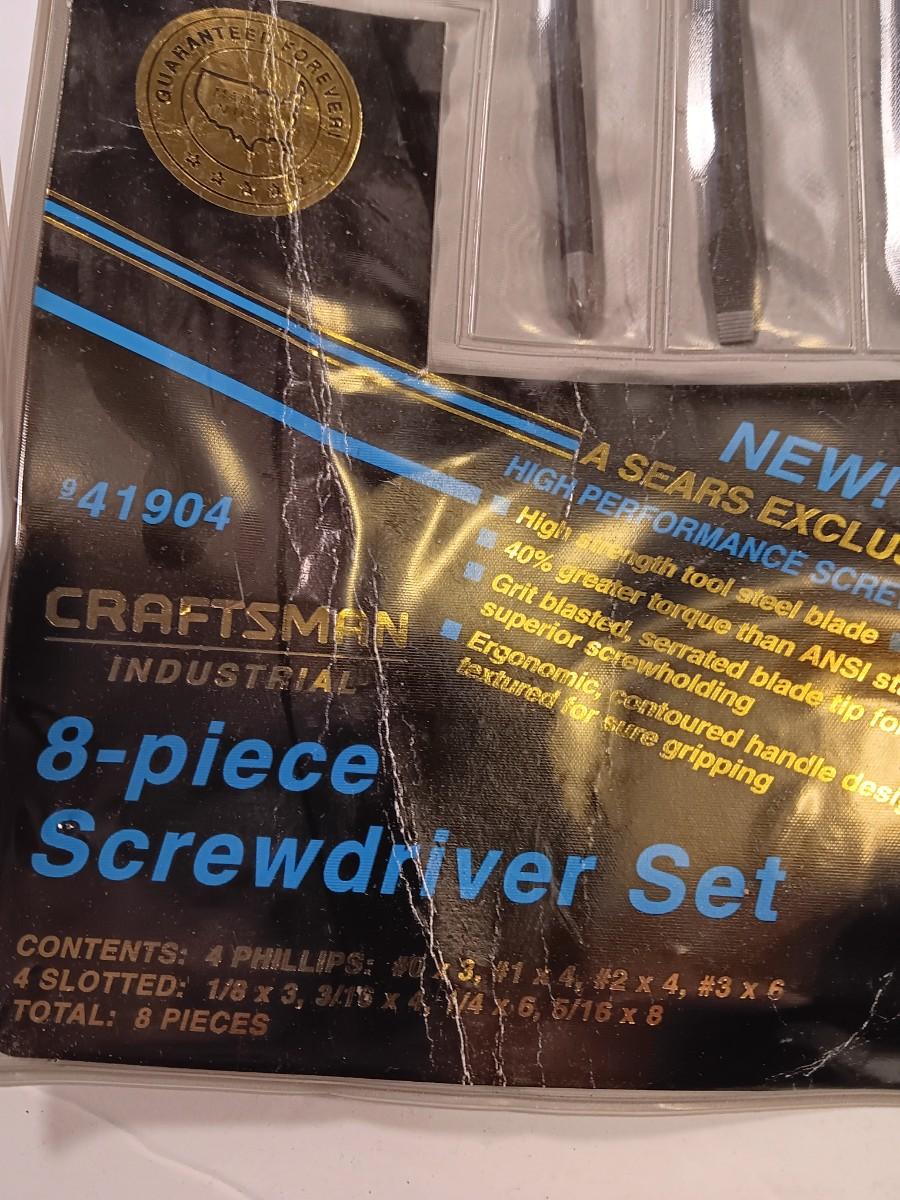 GUARANTEED FOREVER!
NEW!
A SEARS EXCLUS
HIGH PERFORMANCE SCRE
High strength tool steel blade
40% greater torque than ANSI st
Grit blasted, serrated blade tip for
superior screwholding
Ergonomic, contoured handle desi
textured for sure gripping
9 41904
CRAFTSMAN
INDUSTRIAL
8-piece
Screwdriver Set
CONTENTS: 4 PHILLIPS: #0 x 3, #1 x 4, #2 x 4, #3 x 6
4 SLOTTED: 1/8 x 3, 3/16 x 4, 1/4 x 6, 5/16 x 8
TOTAL: 8 PIECES